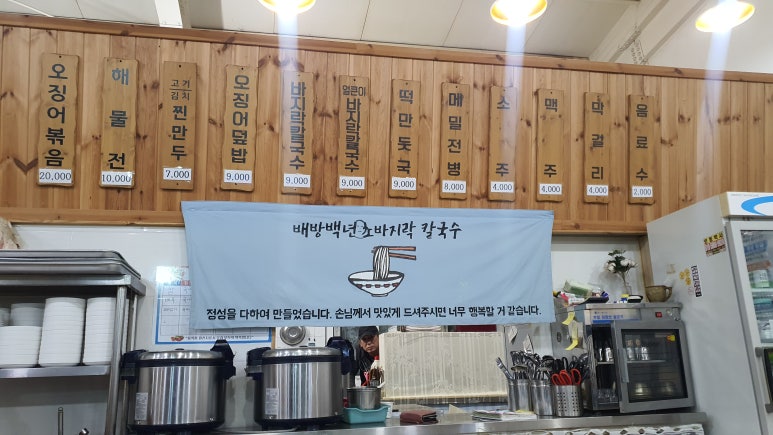 오징어볶음
20,000
해물전
10,000
고기
김치
찐만두
7,000
오징어덮밥
9,000
바지락칼국수
9,000
얼큰이
바지락칼국수
9,000
떡만둣국
9,000
메밀전병
8,000
소주
4,000
맥주
4,000
막걸리
4,000
음료수
2,000
배방백년초바지락 칼국수
정성을 다하여 만들었습니다. 손님께서 맛있게 드셔주시면 너무 행복할 거 같습니다.